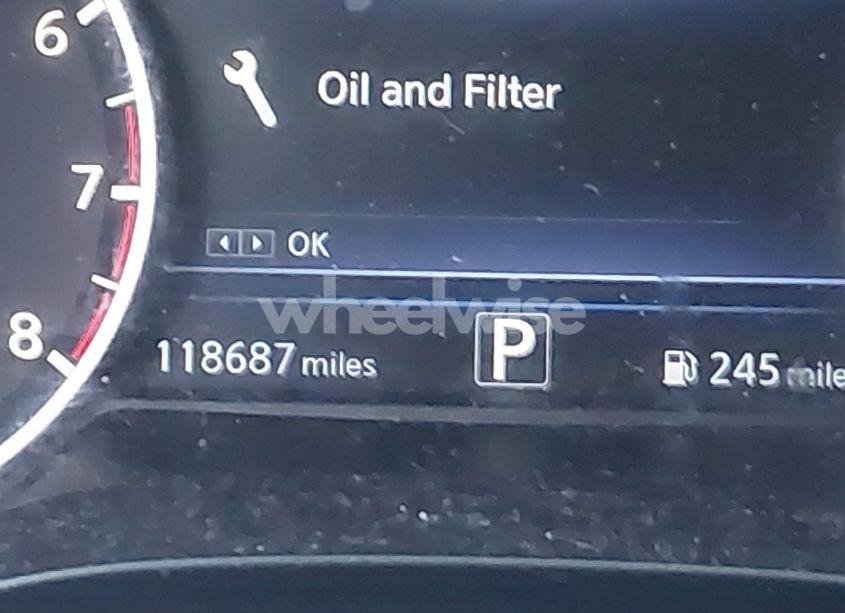 6
Oil and Filter
7
OK
wheelwise
8
118687 miles
P
245 mile